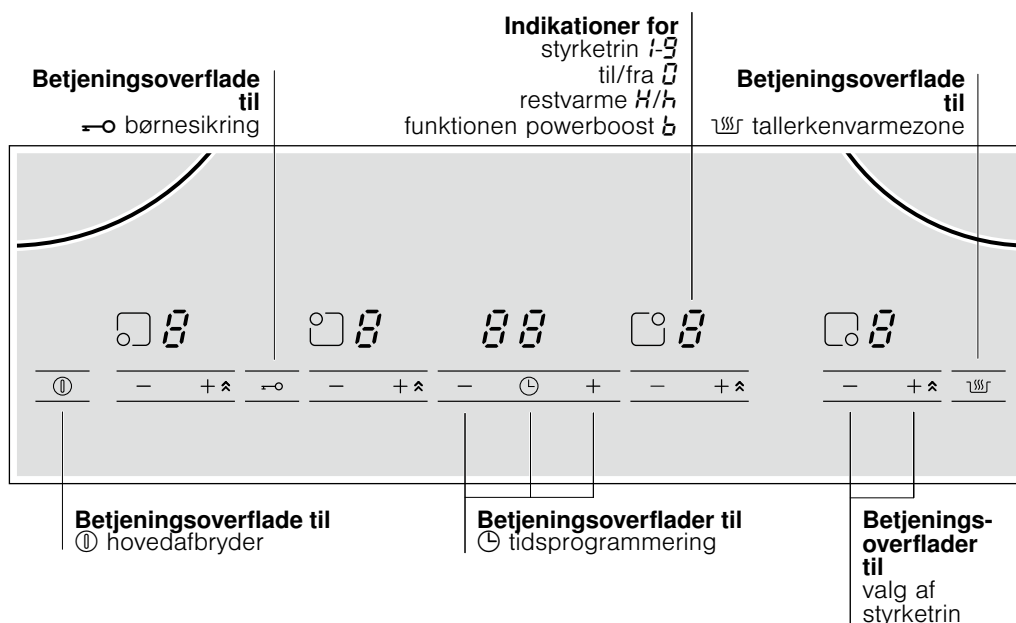 Indikationer for
styrketrin 1-9
til/fra 0
restvarme H/h
funktionen powerboost b
Betjeningsoverflade
til
børnesikring
Betjeningsoverflade
til
tallerkenvarmezone
8 8 88 8 8
- + - + - + - + - +
Betjeningsoverflade til
hovedafbryder
Betjeningsoverflader til
tidsprogrammering
Betjenings-
overflader
til
valg af
styretrin